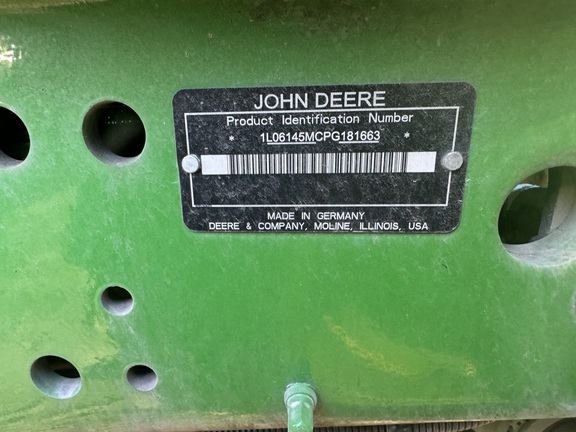 JOHN DEERE
Product Identification Number
* 1L06145MCPG181663 *
MADE IN GERMANY
DEERE & COMPANY, MOLINE, ILLINOIS, USA